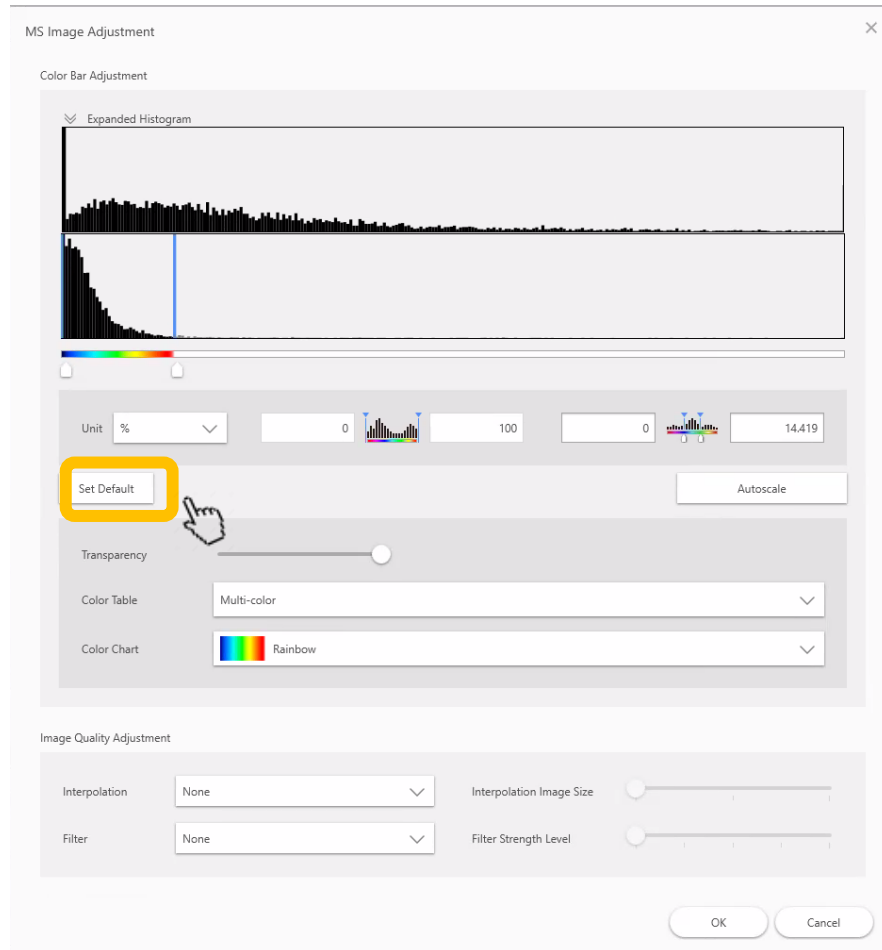 MS Image Adjustment
Color Bar Adjustment
Expanded Histogram
Unit % 0 100 0 14.419
Set Default Autoscale
Transparency
Color Table Multi-color
Color Chart Rainbow
Image Quality Adjustment
Interpolation None Interpolation Image Size
Filter None Filter Strength Level
OK Cancel